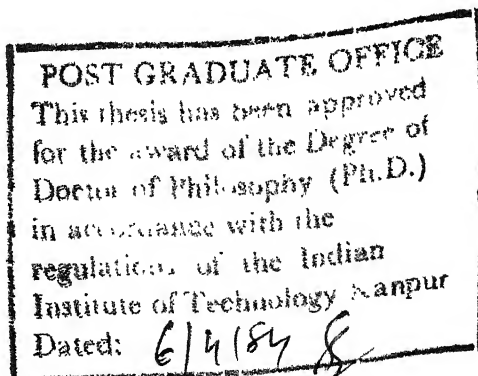 POST GRADUATE OFFICE
This thesis has been approved
for the award of the Degree of
Doctor of Philosophy (Ph.D.)
in accordance with the
regulations of the Indian
Institute of Technology Kanpur
Dated: 6/4/84